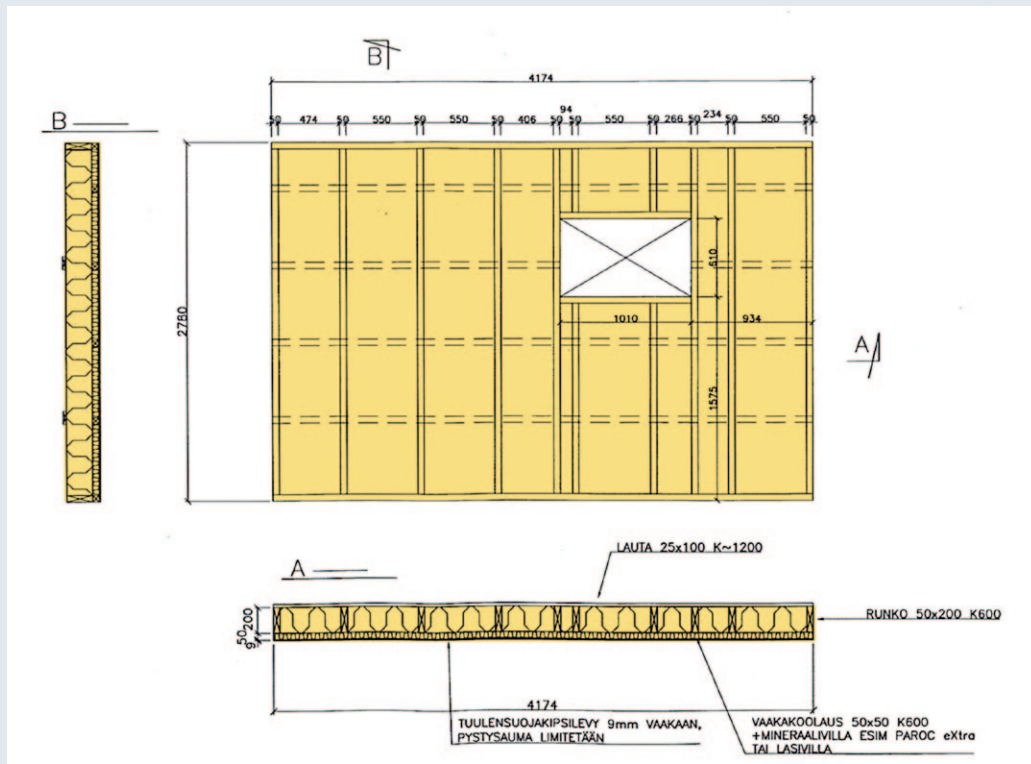 B
4174
94
234
50 474 50 550 50 550 50 406 50 50 550 50 266 50 50 550 50
B
610
2780
1010
934
A
1575
LAUTA 25x100 K~1200
A
200
50
9
RUNKO 50x200 K600
4174
TUULENSUOJAKIPSILEVY 9mm VAAKAAN,
PYSTYSAUMA LIMITETÄÄN
VAAKAKOOLAUS 50x50 K600
+MINERAALIVILLA ESIM PAROC eXtra
TAI LASIVILLA